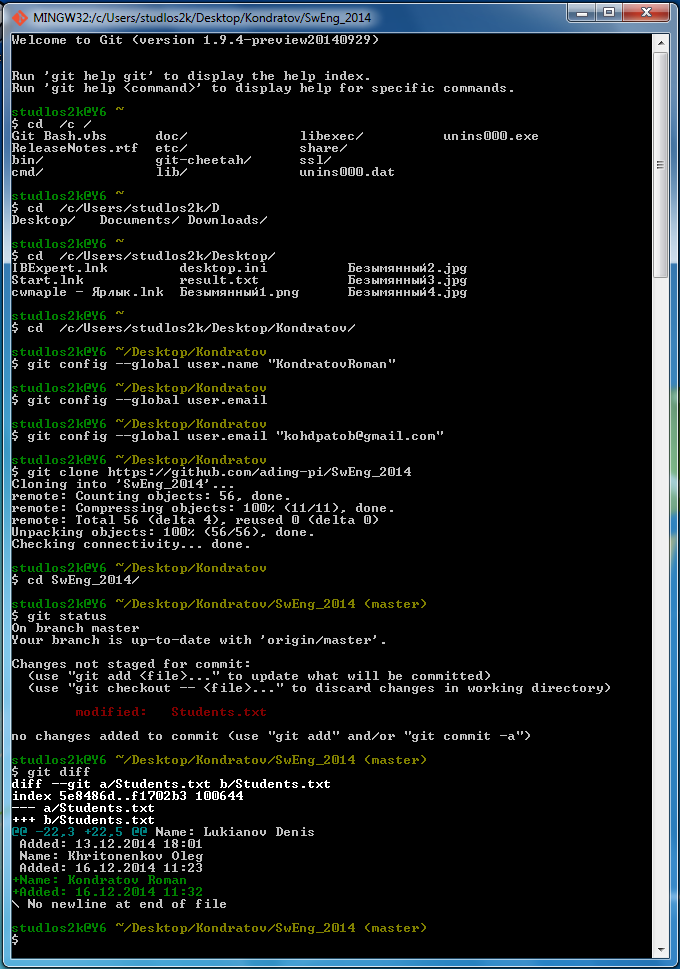 MINGW32:/c/Users/studlos2k/Desktop/Kondratov/SwEng_2014
Welcome to Git (version 1.9.4-preview20140929)
Run 'git help git' to display the help index.
Run 'git help <command>' to display help for specific commands.
studlos2k@Y6 ~
$ cd  /c /
Git Bash.vbs      doc/              libexec/          unins000.exe
ReleaseNotes.rtf  etc/              share/
bin/              git-cheetah/      ssl/
cmd/              lib/              unins000.dat
studlos2k@Y6 ~
$ cd  /c/Users/studlos2k/D
Desktop/   Documents/ Downloads/
studlos2k@Y6 ~
$ cd  /c/Users/studlos2k/Desktop/
IBExpert.lnk         desktop.ini          Безымянный2.jpg
Start.lnk            result.txt           Безымянный3.jpg
cwmaple – Ярлык.lnk  Безымянный1.png      Безымянный4.jpg
studlos2k@Y6 ~
$ cd  /c/Users/studlos2k/Desktop/Kondratov/
studlos2k@Y6 ~/Desktop/Kondratov
$ git config --global user.name "KondratovRoman"
studlos2k@Y6 ~/Desktop/Kondratov
$ git config --global user.email
studlos2k@Y6 ~/Desktop/Kondratov
$ git config --global user.email "kohdpatob@gmail.com"
studlos2k@Y6 ~/Desktop/Kondratov
$ git clone https://github.com/adimg-pi/SwEng_2014
Cloning into 'SwEng_2014'...
remote: Counting objects: 56, done.
remote: Compressing objects: 100% (11/11), done.
remote: Total 56 (delta 4), reused 0 (delta 0)
Unpacking objects: 100% (56/56), done.
Checking connectivity... done.
studlos2k@Y6 ~/Desktop/Kondratov
$ cd SwEng_2014/
studlos2k@Y6 ~/Desktop/Kondratov/SwEng_2014 (master)
$ git status
On branch master
Your branch is up-to-date with 'origin/master'.
Changes not staged for commit:
  (use "git add <file>..." to update what will be committed)
  (use "git checkout -- <file>..." to discard changes in working directory)
        modified:   Students.txt
no changes added to commit (use "git add" and/or "git commit -a")
studlos2k@Y6 ~/Desktop/Kondratov/SwEng_2014 (master)
$ git diff
diff --git a/Students.txt b/Students.txt
index 5e8486d..f1702b3 100644
--- a/Students.txt
+++ b/Students.txt
@@ -22,3 +22,5 @@ Name: Lukianov Denis
 Added: 13.12.2014 18:01
 Name: Khritonenkov Oleg
 Added: 16.12.2014 11:23
+Name: Kondratov Roman
+Added: 16.12.2014 11:32
\ No newline at end of file
studlos2k@Y6 ~/Desktop/Kondratov/SwEng_2014 (master)
$